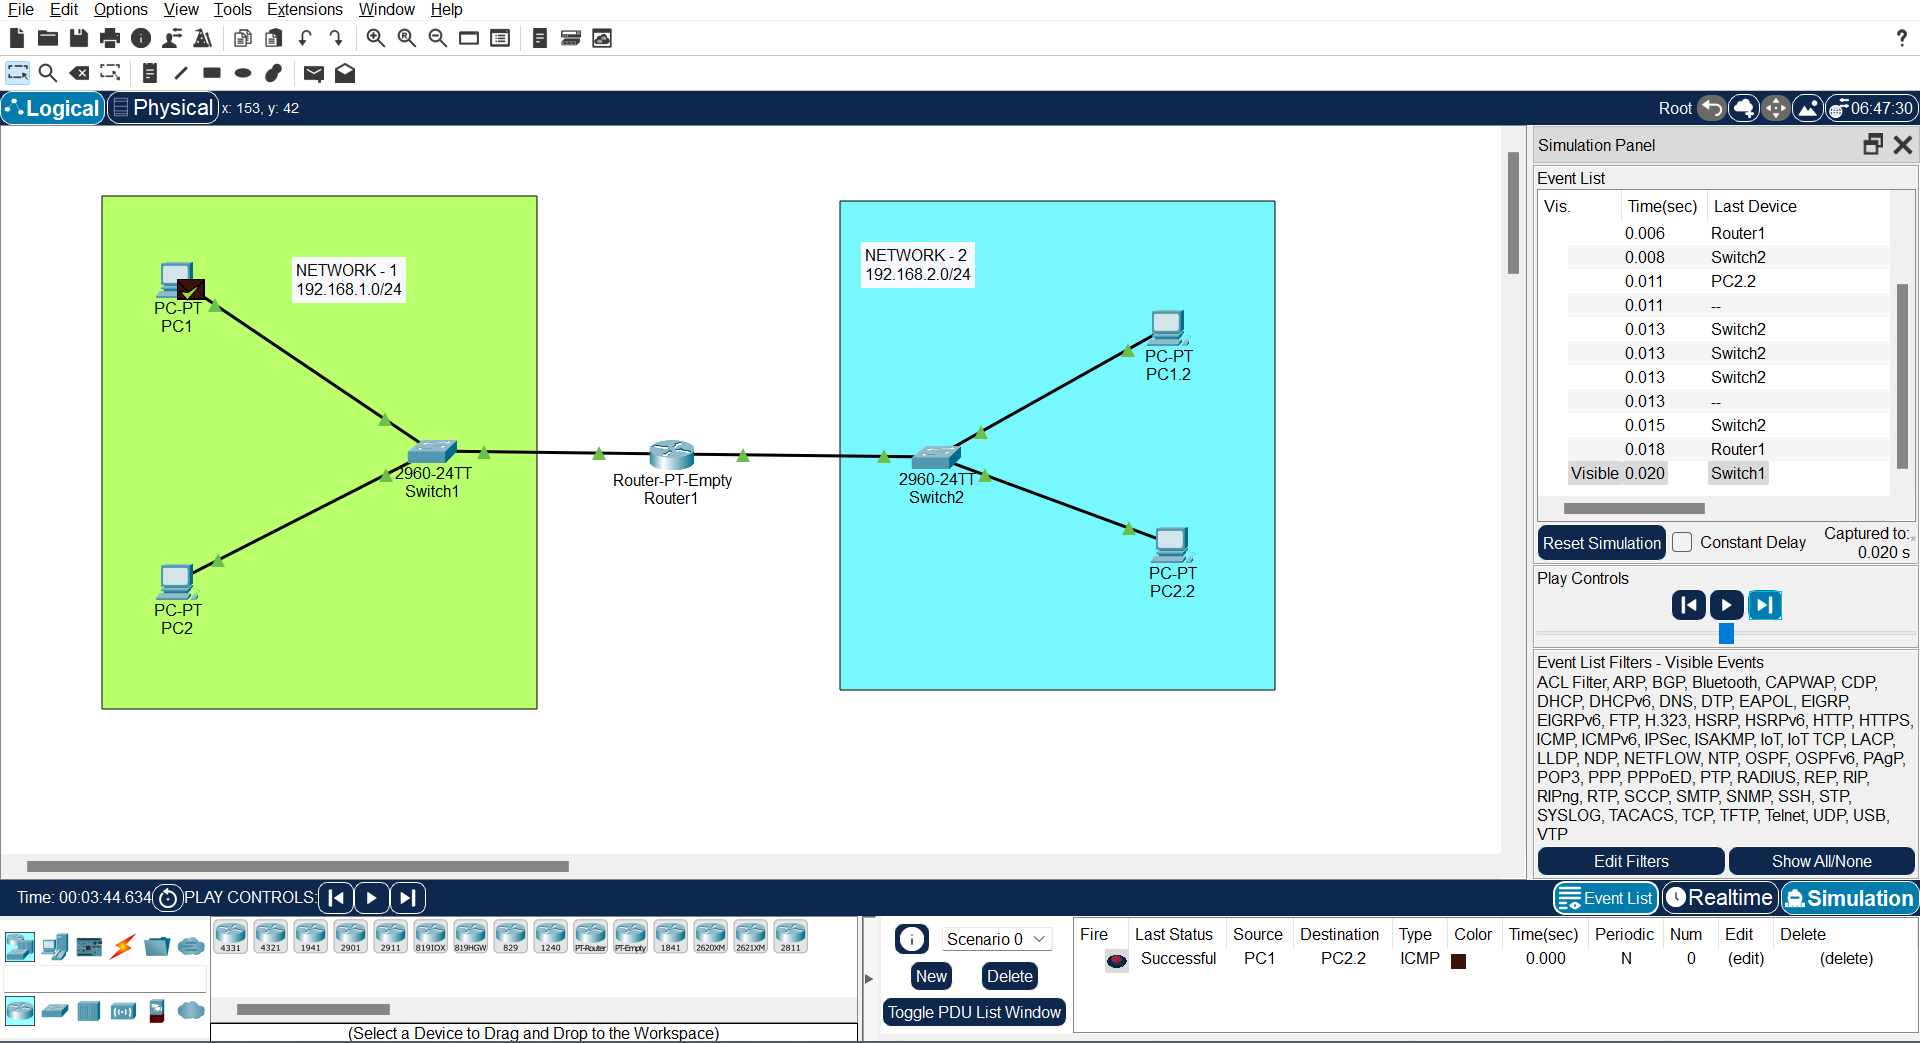 File Edit Options View Tools Extensions Window Help
?
Logical Physical x: 153, y: 42 Root 06:47:30
NETWORK - 1
192.168.1.0/24
PC-PT
PC1
PC-PT
PC2
2960-24TT
Switch1
Router-PT-Empty
Router1
NETWORK - 2
192.168.2.0/24
PC-PT
PC1.2
2960-24TT
Switch2
PC-PT
PC2.2
Simulation Panel
Event List
Vis. Time(sec) Last Device
0.006 Router1
0.008 Switch2
0.011 PC2.2
0.011 --
0.013 Switch2
0.013 Switch2
0.013 Switch2
0.013 --
0.015 Switch2
0.018 Router1
Visible 0.020 Switch1
Reset Simulation Constant Delay Captured to:*
0.020 s
Play Controls
Event List Filters - Visible Events
ACL Filter, ARP, BGP, Bluetooth, CAPWAP, CDP,
DHCP, DHCPv6, DNS, DTP, EAPOL, EIGRP,
EIGRPv6, FTP, H.323, HSRP, HSRPv6, HTTP, HTTPS,
ICMP, ICMPv6, IPSec, ISAKMP, IoT, IoT TCP, LACP,
LLDP, NDP, NETFLOW, NTP, OSPF, OSPFv6, PAgP,
POP3, PPP, PPPoED, PTP, RADIUS, REP, RIP,
RIPng, RTP, SCCP, SMTP, SNMP, SSH, STP,
SYSLOG, TACACS, TCP, TFTP, Telnet, UDP, USB,
VTP
Edit Filters Show All/None
Time: 00:03:44.634 PLAY CONTROLS: Event List Realtime Simulation
4331 4321 1941 2901 2911 819IOX 819HGW 829 1240 PT-Router PT-Empty 1841 2620XM 2621XM 2811
(Select a Device to Drag and Drop to the Workspace)
Scenario 0
New Delete
Toggle PDU List Window
Fire Last Status Source Destination Type Color Time(sec) Periodic Num Edit Delete
Successful PC1 PC2.2 ICMP 0.000 N 0 (edit) (delete)